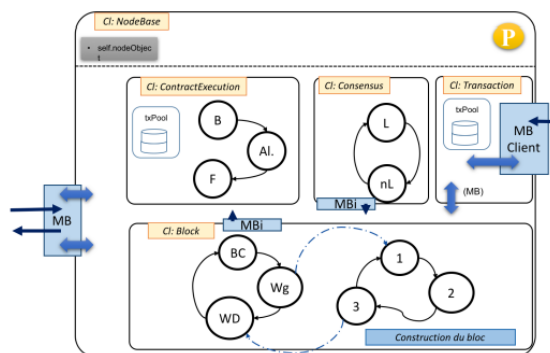 Cl: NodeBase
P
• self.nodeObjec
t
Cl: ContractExecution
Cl: Consensus
Cl: Transaction
txPool
B
Al.
F
L
nL
txPool
MB
Client
MBi
(MB)
MB
MBi
Cl: Block
BC
Wg
WD
1
2
3
Construction du bloc